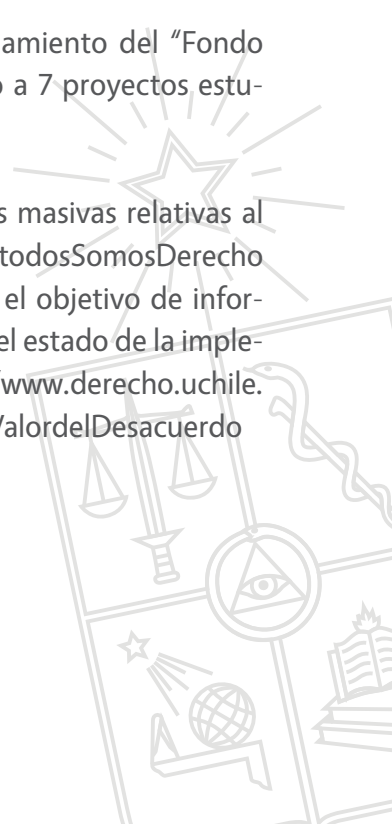 amiento del “Fondo
o a 7 proyectos estu-
s masivas relativas al
todosSomosDerecho
el objetivo de infor-
el estado de la imple-
/www.derecho.uchile.
ValordelDesacuerdo